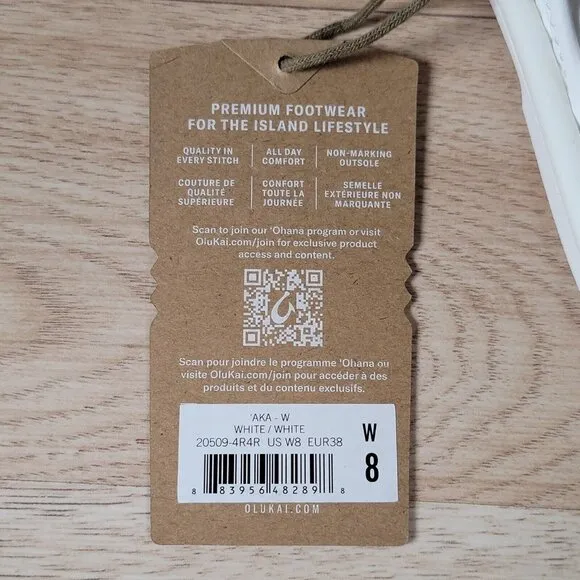 PREMIUM FOOTWEAR
FOR THE ISLAND LIFESTYLE
QUALITY IN
EVERY STITCH
ALL DAY
COMFORT
NON-MARKING
OUTSOLE
COUTURE DE
QUALITÉ
SUPÉRIEURE
CONFORT
TOUTE LA
JOURNÉE
SEMELLE
EXTÉRIEURE NON
MARQUANTE
Scan to join our 'Ohana program or visit
OluKai.com/join for exclusive product
access and content.
Scan pour joindre le programme 'Ohana ou
visite OluKai.com/join pour accéder à des
produits et du contenu exclusifs.
'AKA - W
WHITE / WHITE
20509-4R4R US W8 EUR38
8 83956 48289 8
W
8
OLUKAI.COM